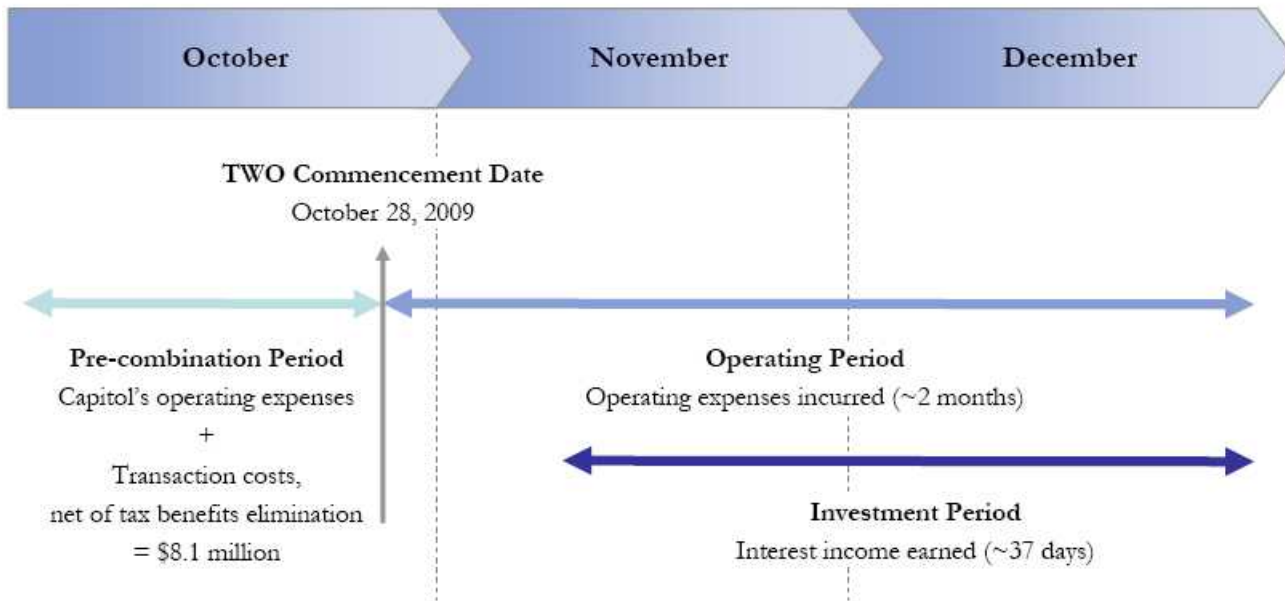 October
November
December
TWO Commencement Date
October 28, 2009
Pre-combination Period
Capitol's operating expenses
+
Transaction costs,
net of tax benefits elimination
= $8.1 million
Operating Period
Operating expenses incurred (~2 months)
Investment Period
Interest income earned (~37 days)